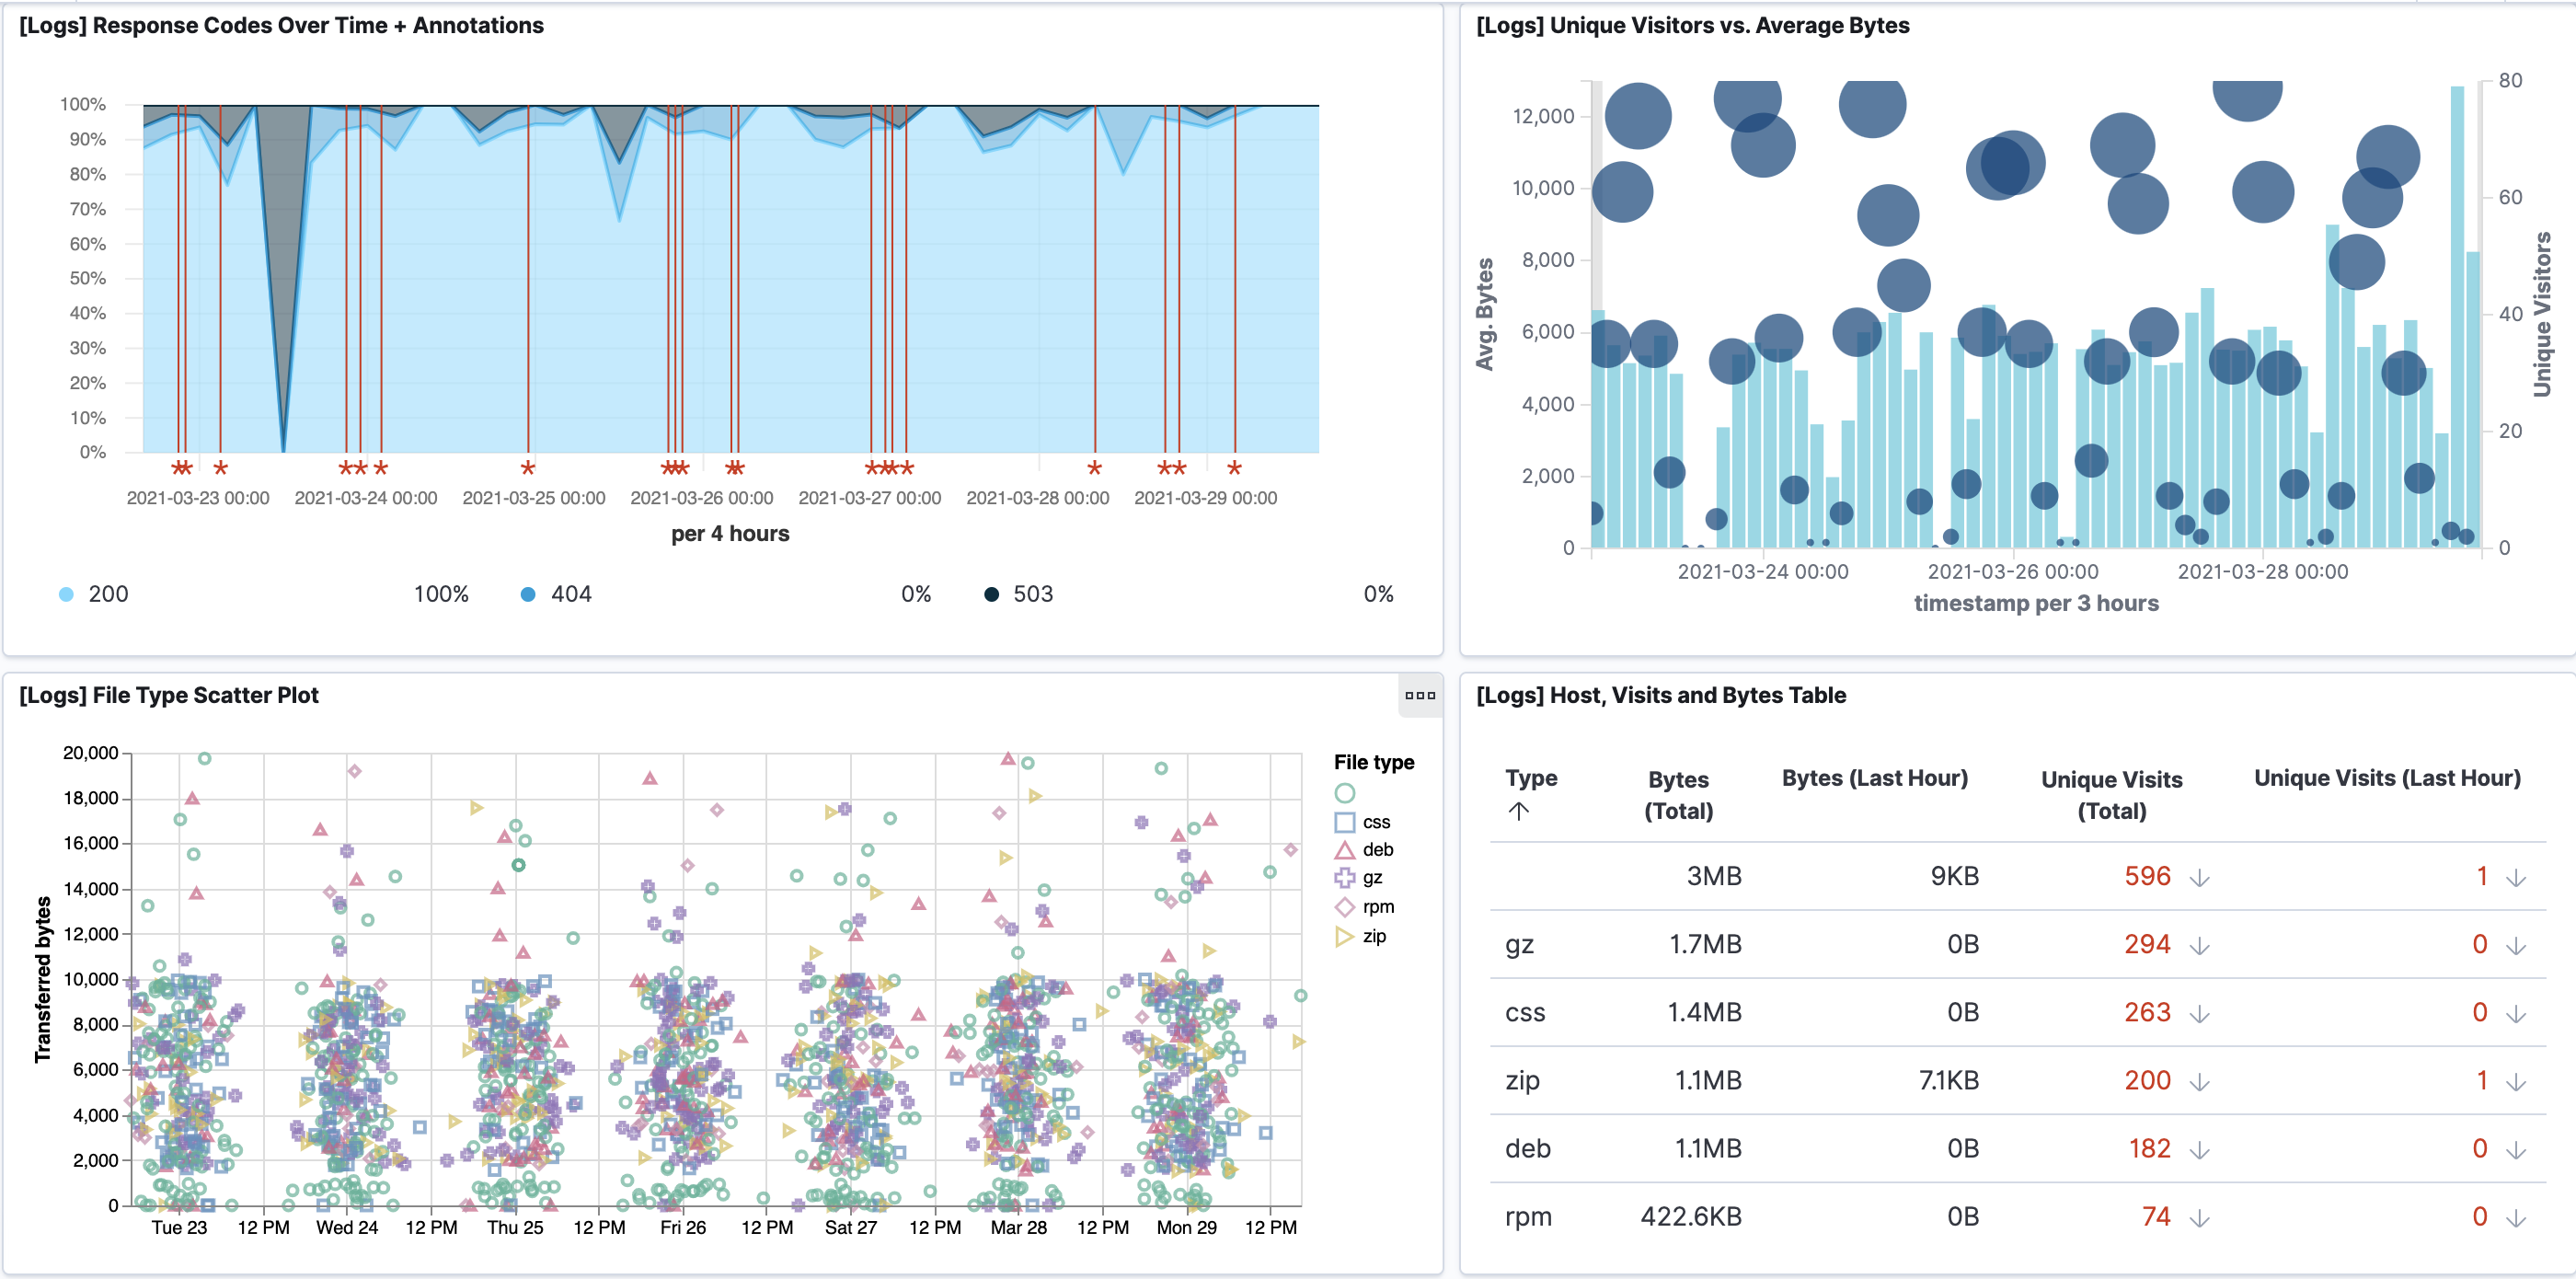 [Logs] Response Codes Over Time + Annotations
100%
90%
80%
70%
60%
50%
40%
30%
20%
10%
0%
2021-03-23 00:00 2021-03-24 00:00 2021-03-25 00:00 2021-03-26 00:00 2021-03-27 00:00 2021-03-28 00:00 2021-03-29 00:00
per 4 hours
200 100% 404 0% 503 0%
[Logs] Unique Visitors vs. Average Bytes
Avg. Bytes
12,000
10,000
8,000
6,000
4,000
2,000
0
80
60
40
20
0
Unique Visitors
2021-03-24 00:00 2021-03-26 00:00 2021-03-28 00:00
timestamp per 3 hours
[Logs] File Type Scatter Plot
Transferred bytes
20,000
18,000
16,000
14,000
12,000
10,000
8,000
6,000
4,000
2,000
0
Tue 23 12 PM Wed 24 12 PM Thu 25 12 PM Fri 26 12 PM Sat 27 12 PM Mar 28 12 PM Mon 29 12 PM
File type
css
deb
gz
rpm
zip
[Logs] Host, Visits and Bytes Table
Type Bytes (Total) Bytes (Last Hour) Unique Visits (Total) Unique Visits (Last Hour)
3MB 9KB 596 1
gz 1.7MB 0B 294 0
css 1.4MB 0B 263 0
zip 1.1MB 7.1KB 200 1
deb 1.1MB 0B 182 0
rpm 422.6KB 0B 74 0